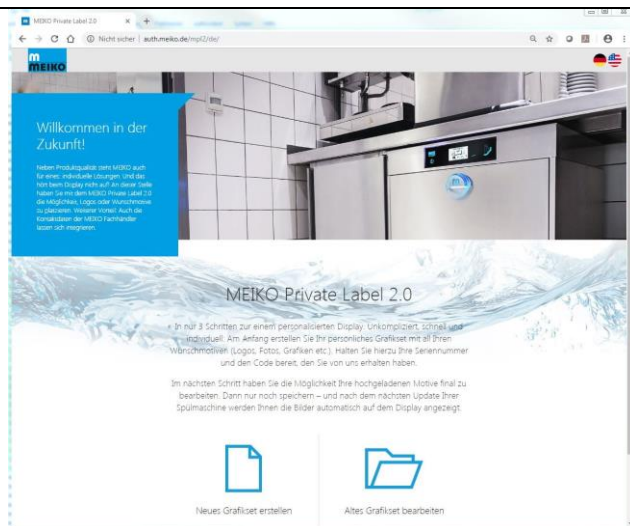 MEIKO Private Label 2.0
Nicht sicher | auth.meiko.de/mpl2/de/
m
MEIKO
Willkommen in der
Zukunft!
Neben Produktqualität steht MEIKO auch
für eines: individuelle Lösungen. Und das
hört beim Display nicht auf! An dieser Stelle
haben Sie mit dem MEIKO Private Label 2.0
die Möglichkeit, Logos oder Wunschmotive
zu platzieren. Weiterer Vorteil: Auch die
Kontaktdaten der MEIKO Fachhändler
lassen sich integrieren.
MEIKO Private Label 2.0
In nur 3 Schritten zur einem personalisierten Display. Unkompliziert, schnell und
individuell. Am Anfang erstellen Sie Ihr persönliches Grafikset mit all Ihren
Wunschmotiven (Logos, Fotos, Grafiken etc.). Halten Sie hierzu Ihre Seriennummer
und den Code bereit, den Sie von uns erhalten haben.
Im nächsten Schritt haben Sie die Möglichkeit Ihre hochgeladenen Motive final zu
bearbeiten. Dann nur noch speichern – und nach dem nächsten Update Ihrer
Spülmaschine werden Ihnen die Bilder automatisch auf dem Display angezeigt.
Neues Grafikset erstellen
Altes Grafikset bearbeiten